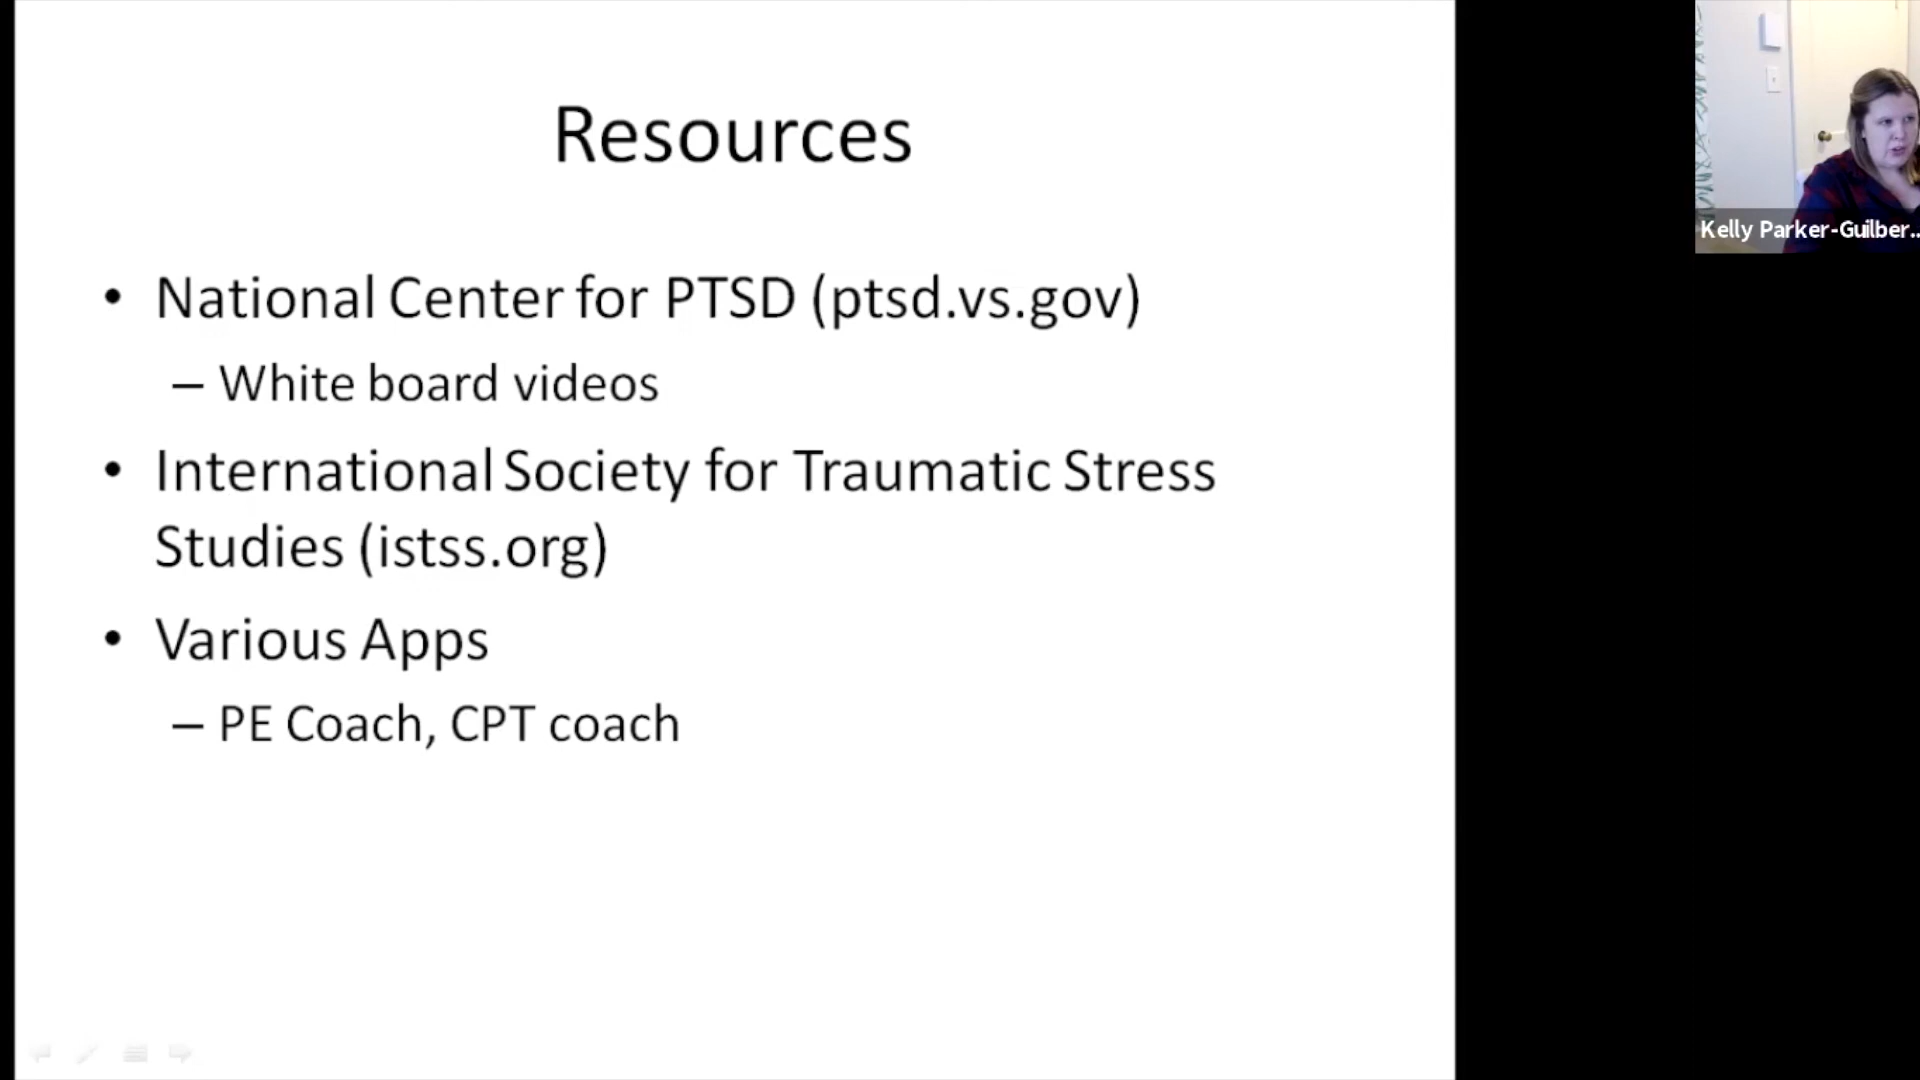 Resources
• National Center for PTSD (ptsd.vs.gov)
– White board videos
• International Society for Traumatic Stress
Studies (istss.org)
• Various Apps
– PE Coach, CPT coach
Kelly Parker-Guilber..